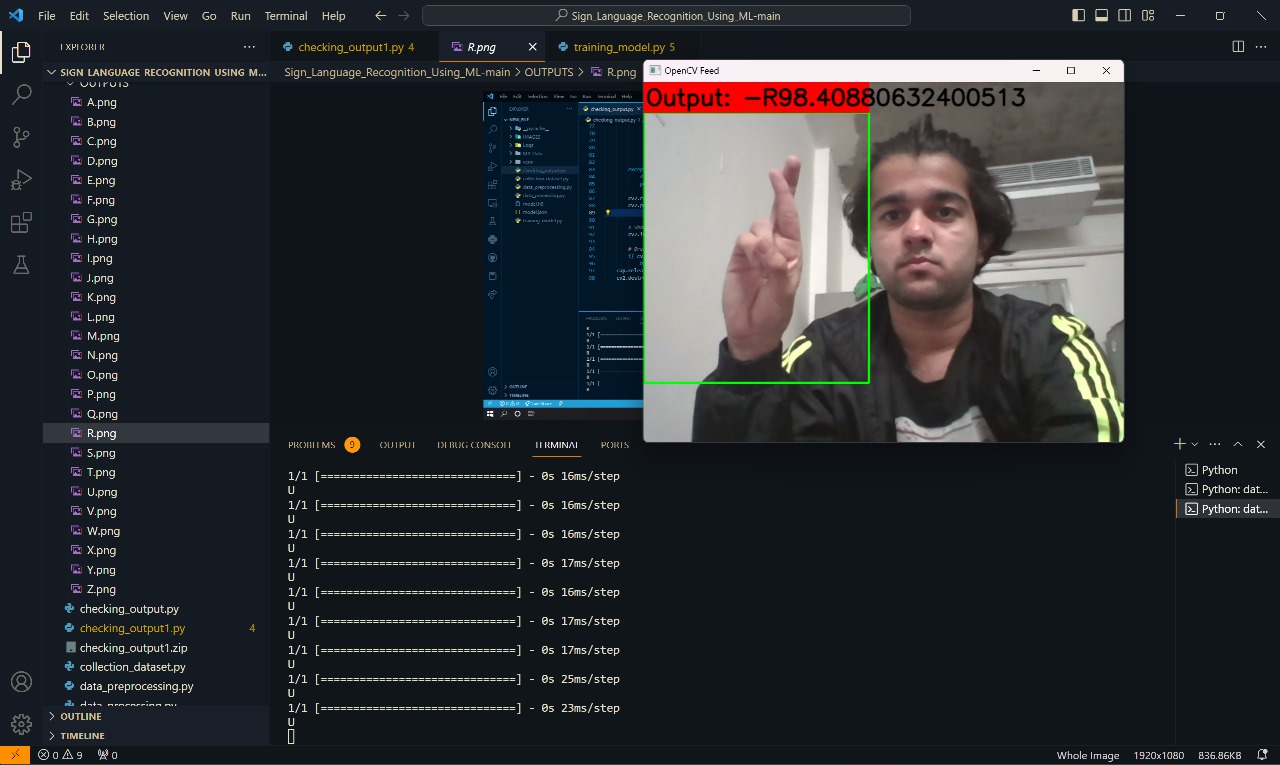 File Edit Selection View Go Run Terminal Help
Sign_Language_Recognition_Using_ML-main
EXPLORER
checking_output1.py 4
R.png
training_model.py 5
SIGN_LANGUAGE_RECOGNITION_USING_M...
Sign_Language_Recognition_Using_ML-main > OUTPUTS > R.png
OUTPUTS
A.png
B.png
C.png
D.png
E.png
F.png
G.png
H.png
I.png
J.png
K.png
L.png
M.png
N.png
O.png
P.png
Q.png
R.png
S.png
T.png
U.png
V.png
W.png
X.png
Y.png
Z.png
checking_output.py
checking_output1.py 4
checking_output1.zip
collection_dataset.py
data_preprocessing.py
data_processing.py
OUTLINE
TIMELINE
OpenCV Feed
Output: -R98.40880632400513
PROBLEMS 9 OUTPUT DEBUG CONSOLE TERMINAL PORTS
1/1 [==============================] - 0s 16ms/step
U
1/1 [==============================] - 0s 16ms/step
U
1/1 [==============================] - 0s 16ms/step
U
1/1 [==============================] - 0s 17ms/step
U
1/1 [==============================] - 0s 16ms/step
U
1/1 [==============================] - 0s 17ms/step
U
1/1 [==============================] - 0s 17ms/step
U
1/1 [==============================] - 0s 25ms/step
U
1/1 [==============================] - 0s 23ms/step
U
Python
Python: dat...
Python: dat...
0 9 0
Whole Image 1920x1080 836.86KB